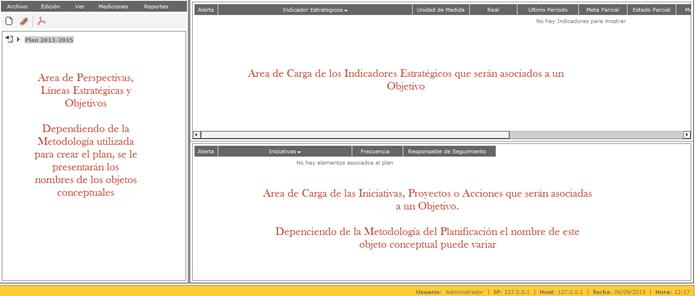 Archivo Edición Ver Mediciones Reportes
Plan 2013-2015
Area de Perspectivas,
Líneas Estratégicas y
Objetivos
Dependiendo de la
Metodología utilizada
para crear el plan, se le
presentarán los
nombres de los objetos
conceptuales
Alerta Indicador Estrategicos Unidad de Medida Real Último Período Meta Parcial Estado Parcial Me
No hay Indicadores para mostrar
Area de Carga de los Indicadores Estratégicos que serán asociados a un
Objetivo
Alerta Iniciativas Frecuencia Responsable de Seguimiento
No hay elementos asociados al plan
Area de Carga de las Iniciativas, Proyectos o Acciones que serán asociadas
a un Objetivo.
Depenciendo de la Metodología del Planificación el nombre de este
objeto conceptual puede variar
Usuario: Administrador | IP: 127.0.0.1 | Host: 127.0.0.1 | fecha: 06/09/2013 | Hora: 12:17